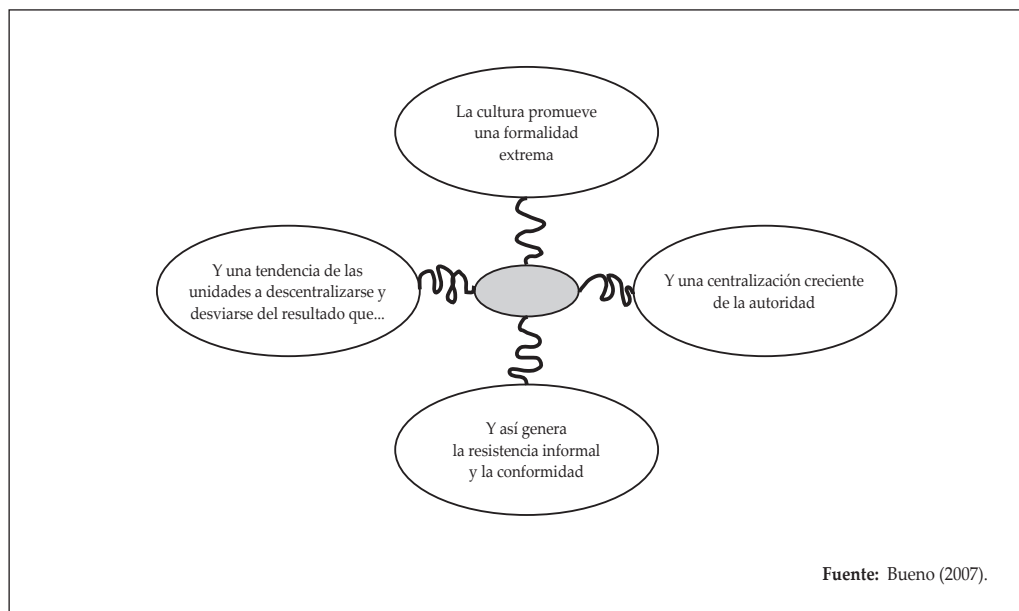 La cultura promueve
una formalidad
extrema
Y una tendencia de las
unidades a descentralizarse y
desviarse del resultado que...
Y una centralización creciente
de la autoridad
Y así genera
la resistencia informal
y la conformidad
Fuente: Bueno (2007).